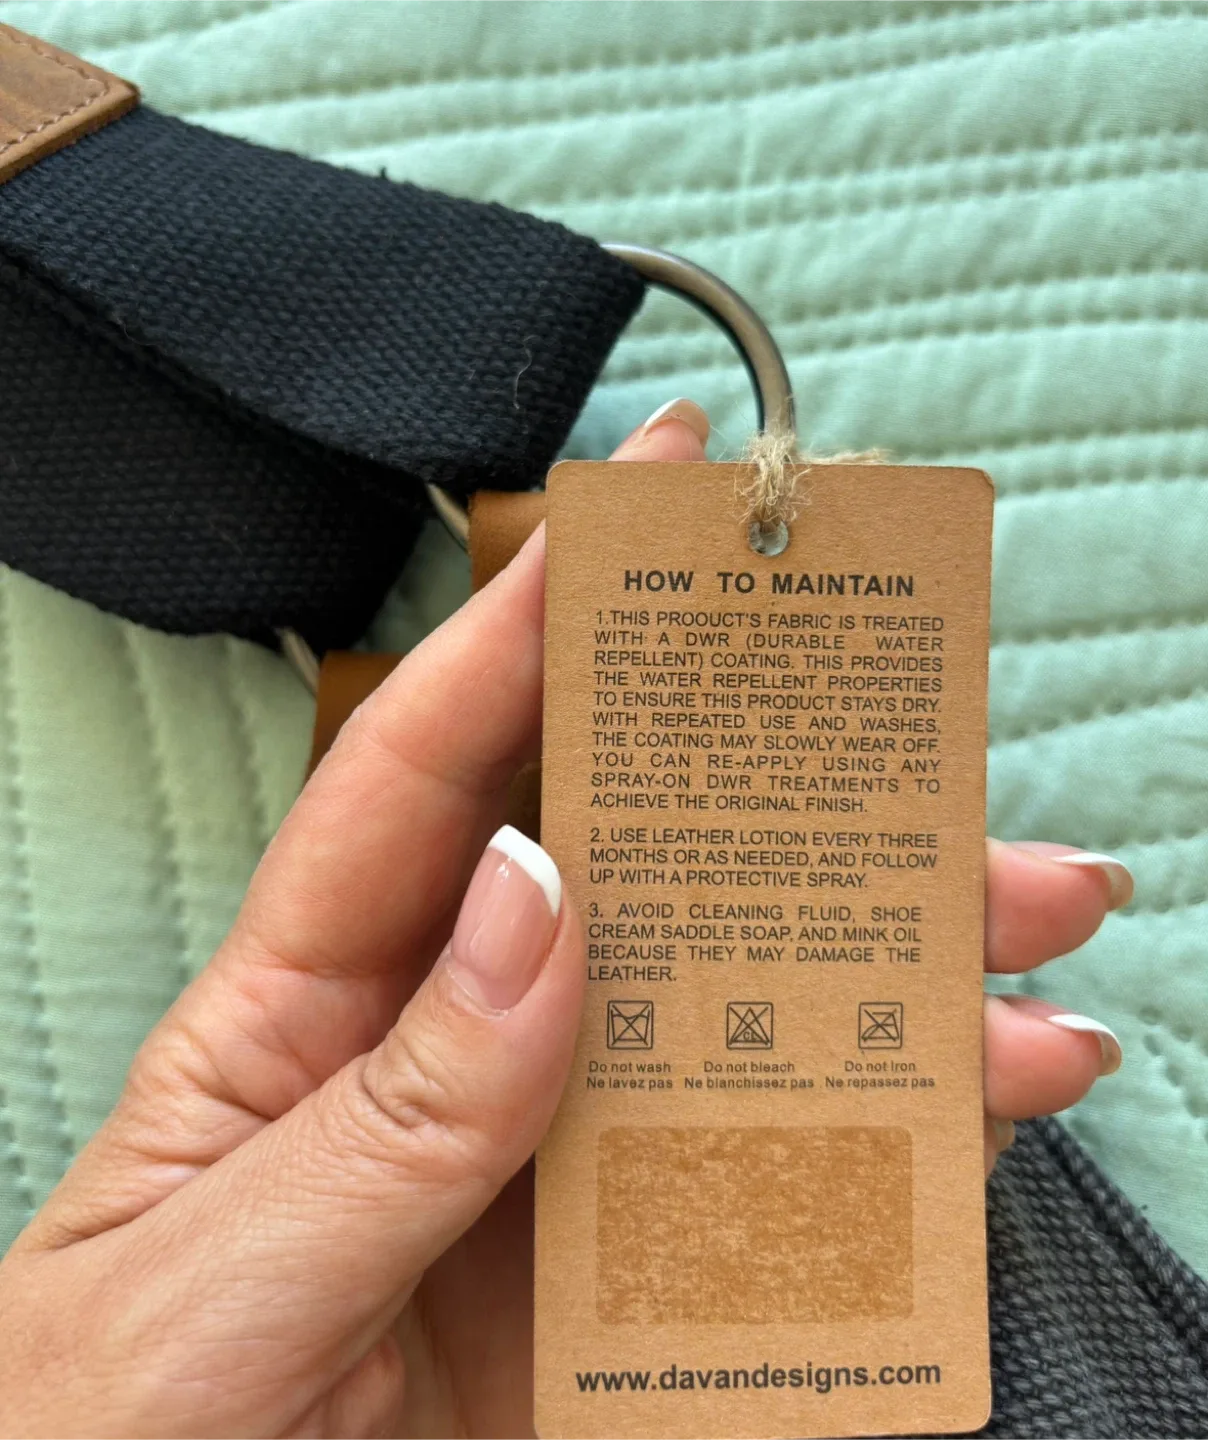 HOW TO MAINTAIN
1.THIS PROOUCT'S FABRIC IS TREATED
WITH A DWR (DURABLE WATER
REPELLENT) COATING. THIS PROVIDES
THE WATER REPELLENT PROPERTIES
TO ENSURE THIS PRODUCT STAYS DRY.
WITH REPEATED USE AND WASHES,
THE COATING MAY SLOWLY WEAR OFF.
YOU CAN RE-APPLY USING ANY
SPRAY-ON DWR TREATMENTS TO
ACHIEVE THE ORIGINAL FINISH.
2. USE LEATHER LOTION EVERY THREE
MONTHS OR AS NEEDED, AND FOLLOW
UP WITH A PROTECTIVE SPRAY.
3. AVOID CLEANING FLUID, SHOE
CREAM SADDLE SOAP, AND MINK OIL
BECAUSE THEY MAY DAMAGE THE
LEATHER.
CL
Do not wash Do not bleach Do not iron
Ne lavez pas Ne blanchissez pas Ne repassez pas
www.davandesigns.com